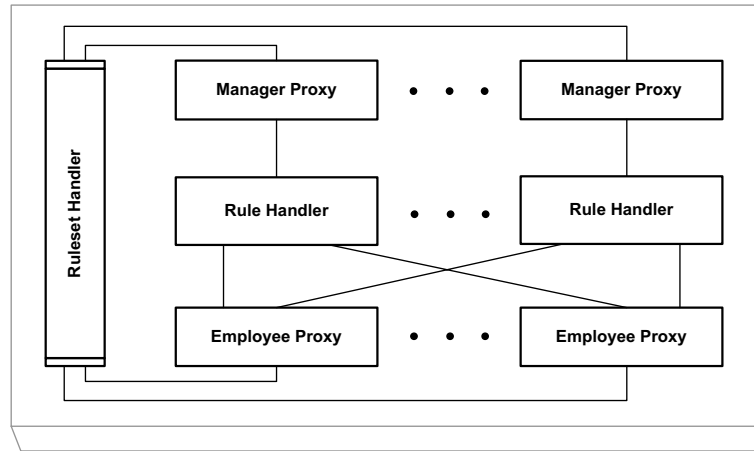 Ruleset Handler
Manager Proxy
Manager Proxy
Rule Handler
Rule Handler
Employee Proxy
Employee Proxy